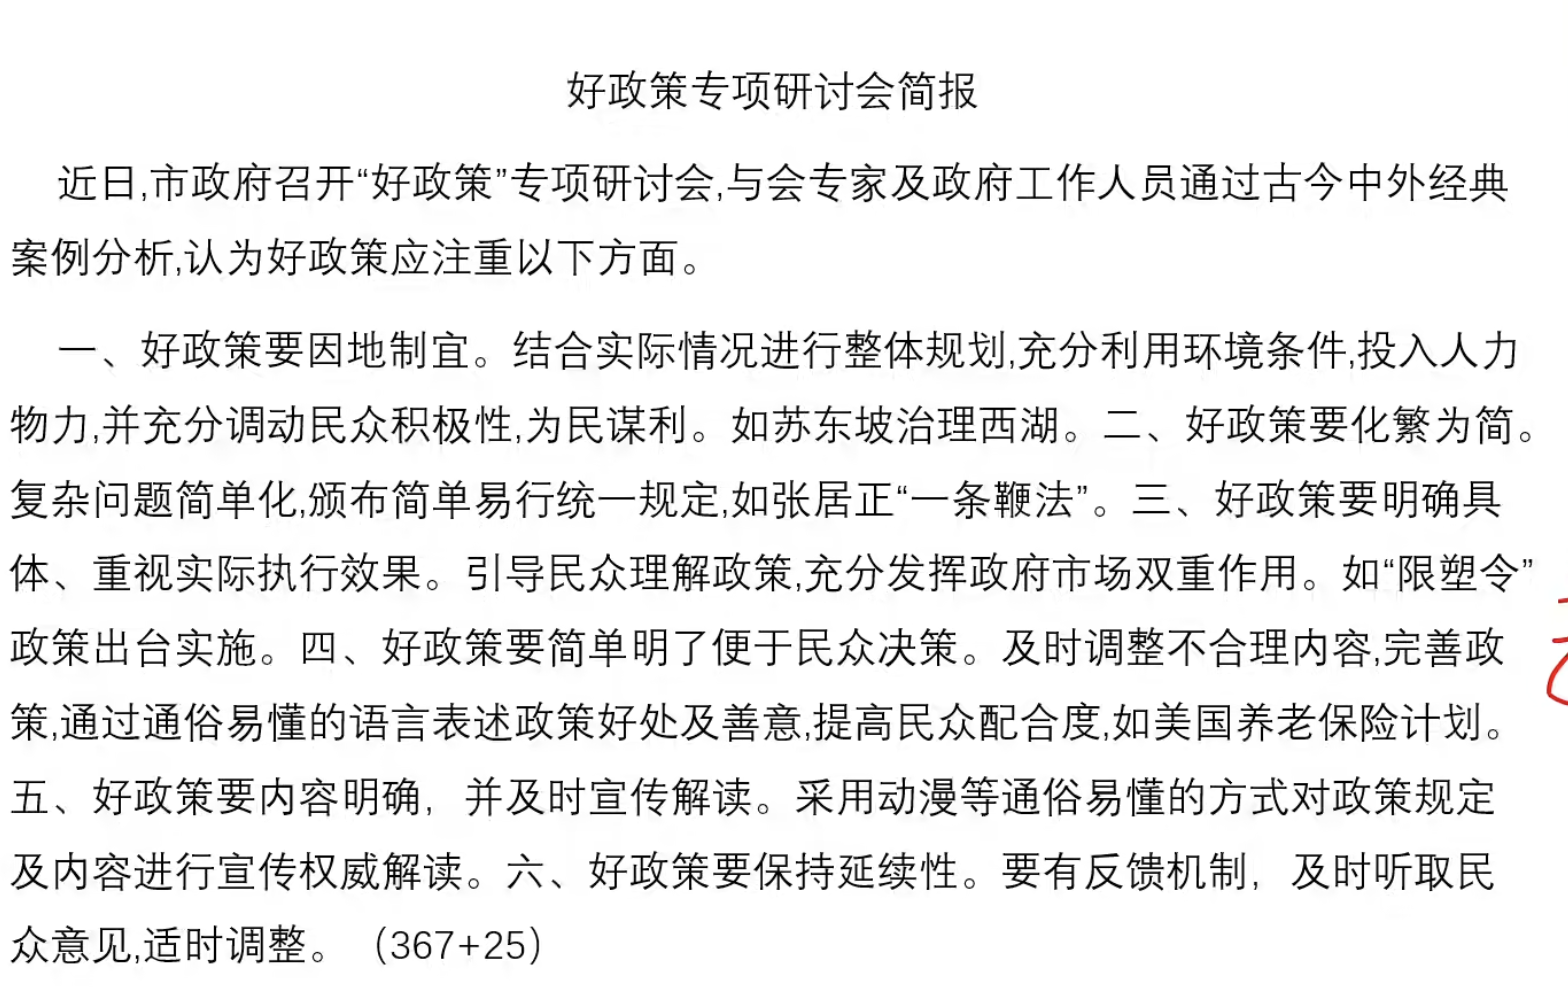 好政策专项研讨会简报
近日,市政府召开“好政策”专项研讨会,与会专家及政府工作人员通过古今中外经典
案例分析,认为好政策应注重以下方面。
一、好政策要因地制宜。结合实际情况进行整体规划,充分利用环境条件,投入人力
物力,并充分调动民众积极性,为民谋利。如苏东坡治理西湖。二、好政策要化繁为简。
复杂问题简单化,颁布简单易行统一规定,如张居正“一条鞭法”。三、好政策要明确具
体、重视实际执行效果。引导民众理解政策,充分发挥政府市场双重作用。如“限塑令”
政策出台实施。四、好政策要简单明了便于民众决策。及时调整不合理内容,完善政
策,通过通俗易懂的语言表述政策好处及善意,提高民众配合度,如美国养老保险计划。
五、好政策要内容明确，并及时宣传解读。采用动漫等通俗易懂的方式对政策规定
及内容进行宣传权威解读。六、好政策要保持延续性。要有反馈机制，及时听取民
众意见,适时调整。（367+25）